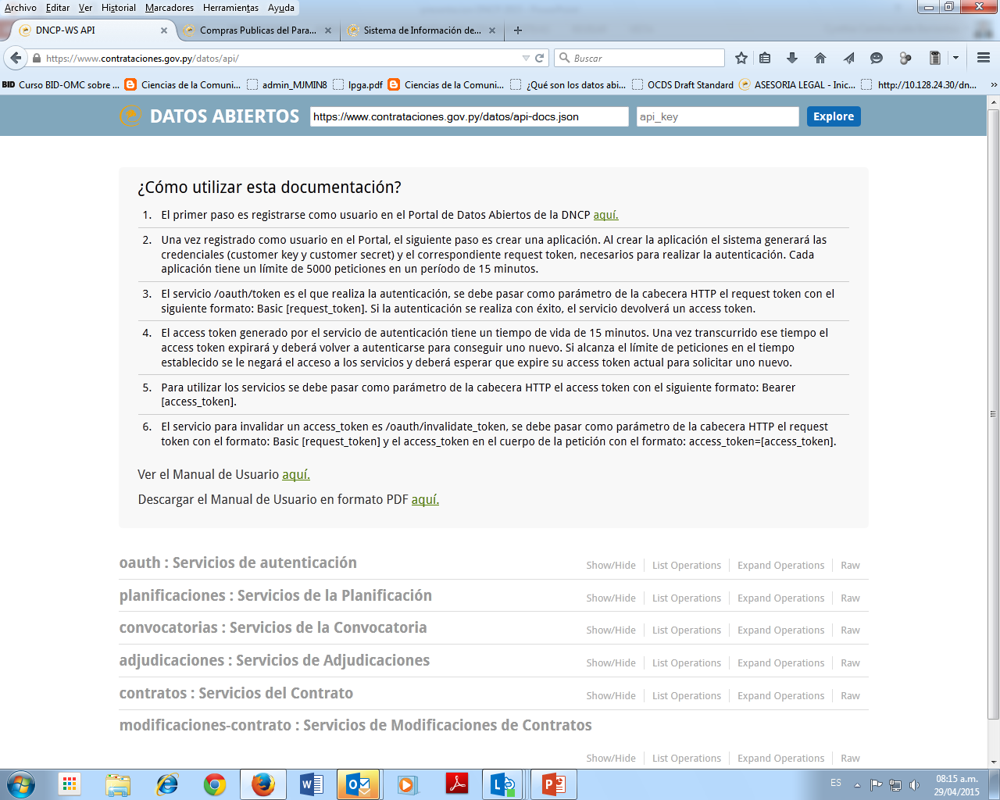 Archivo Editar Ver Historial Marcadores Herramientas Ayuda
DNCP-WS API
Compras Publicas del Para...
Sistema de Información de...
https://www.contrataciones.gov.py/datos/api/
Buscar
BID Curso BID-OMC sobre ...
Ciencias de la Comuni...
admin_MJMIN8
lpga.pdf
Ciencias de la Comuni...
¿Qué son los datos abi...
OCDS Draft Standard
ASESORIA LEGAL - Inic...
http://10.128.24.30/dn...
DATOS ABIERTOS
https://www.contrataciones.gov.py/datos/api-docs.json
api_key
Explore
¿Cómo utilizar esta documentación?
1. El primer paso es registrarse como usuario en el Portal de Datos Abiertos de la DNCP aquí.
2. Una vez registrado como usuario en el Portal, el siguiente paso es crear una aplicación. Al crear la aplicación el sistema generará las
credenciales (customer key y customer secret) y el correspondiente request token, necesarios para realizar la autenticación. Cada
aplicación tiene un límite de 5000 peticiones en un período de 15 minutos.
3. El servicio /oauth/token es el que realiza la autenticación, se debe pasar como parámetro de la cabecera HTTP el request token con el
siguiente formato: Basic [request_token]. Si la autenticación se realiza con éxito, el servicio devolverá un access token.
4. El access token generado por el servicio de autenticación tiene un tiempo de vida de 15 minutos. Una vez transcurrido ese tiempo el
access token expirará y deberá volver a autenticarse para conseguir uno nuevo. Si alcanza el límite de peticiones en el tiempo
establecido se le negará el acceso a los servicios y deberá esperar que expire su access token actual para solicitar uno nuevo.
5. Para utilizar los servicios se debe pasar como parámetro de la cabecera HTTP el access token con el siguiente formato: Bearer
[access_token].
6. El servicio para invalidar un access_token es /oauth/invalidate_token, se debe pasar como parámetro de la cabecera HTTP el request
token con el formato: Basic [request_token] y el access_token en el cuerpo de la petición con el formato: access_token=[access_token].
Ver el Manual de Usuario aquí.
Descargar el Manual de Usuario en formato PDF aquí.
oauth : Servicios de autenticación
Show/Hide List Operations Expand Operations Raw
planificaciones : Servicios de la Planificación
Show/Hide List Operations Expand Operations Raw
convocatorias : Servicios de la Convocatoria
Show/Hide List Operations Expand Operations Raw
adjudicaciones : Servicios de Adjudicaciones
Show/Hide List Operations Expand Operations Raw
contratos : Servicios del Contrato
Show/Hide List Operations Expand Operations Raw
modificaciones-contrato : Servicios de Modificaciones de Contratos
Show/Hide List Operations Expand Operations Raw
ES
08:15 a.m.
29/04/2015